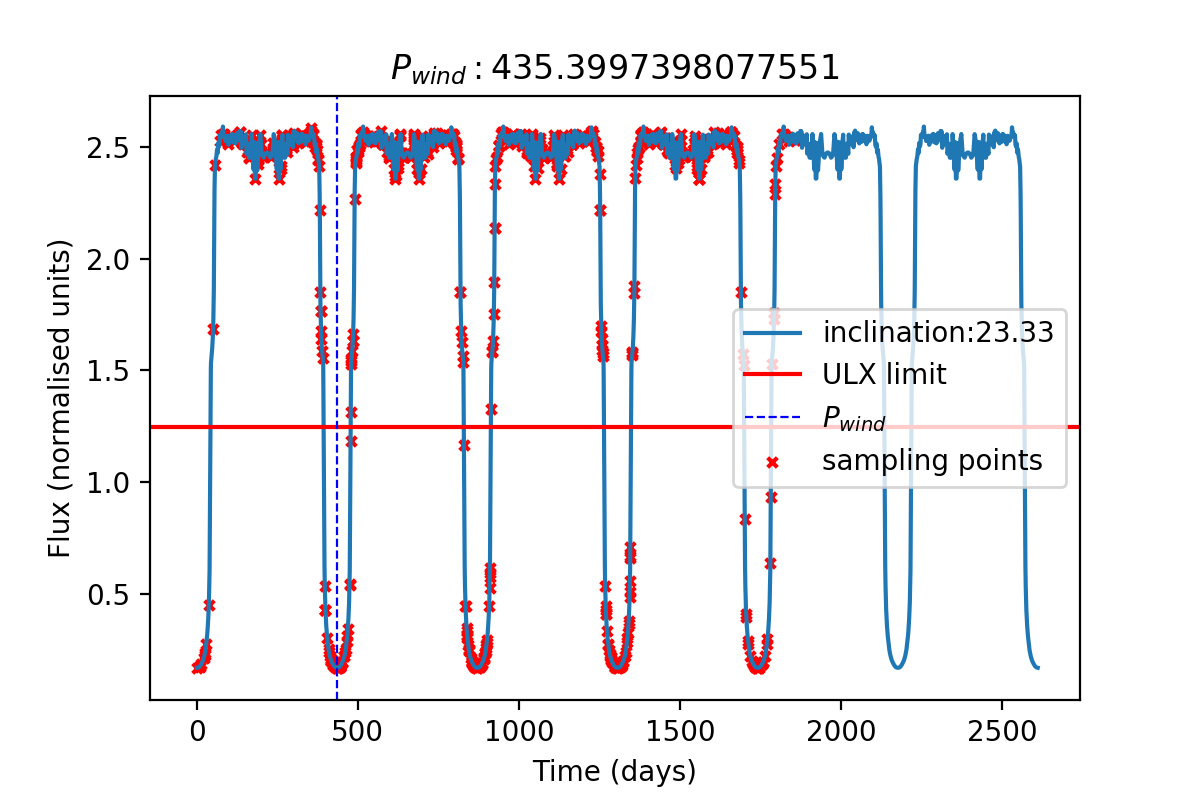 P_wind : 435.3997398077551
Flux (normalised units)
2.5
2.0
1.5
1.0
0.5
inclination:23.33
ULX limit
P_wind
sampling points
0 500 1000 1500 2000 2500
Time (days)